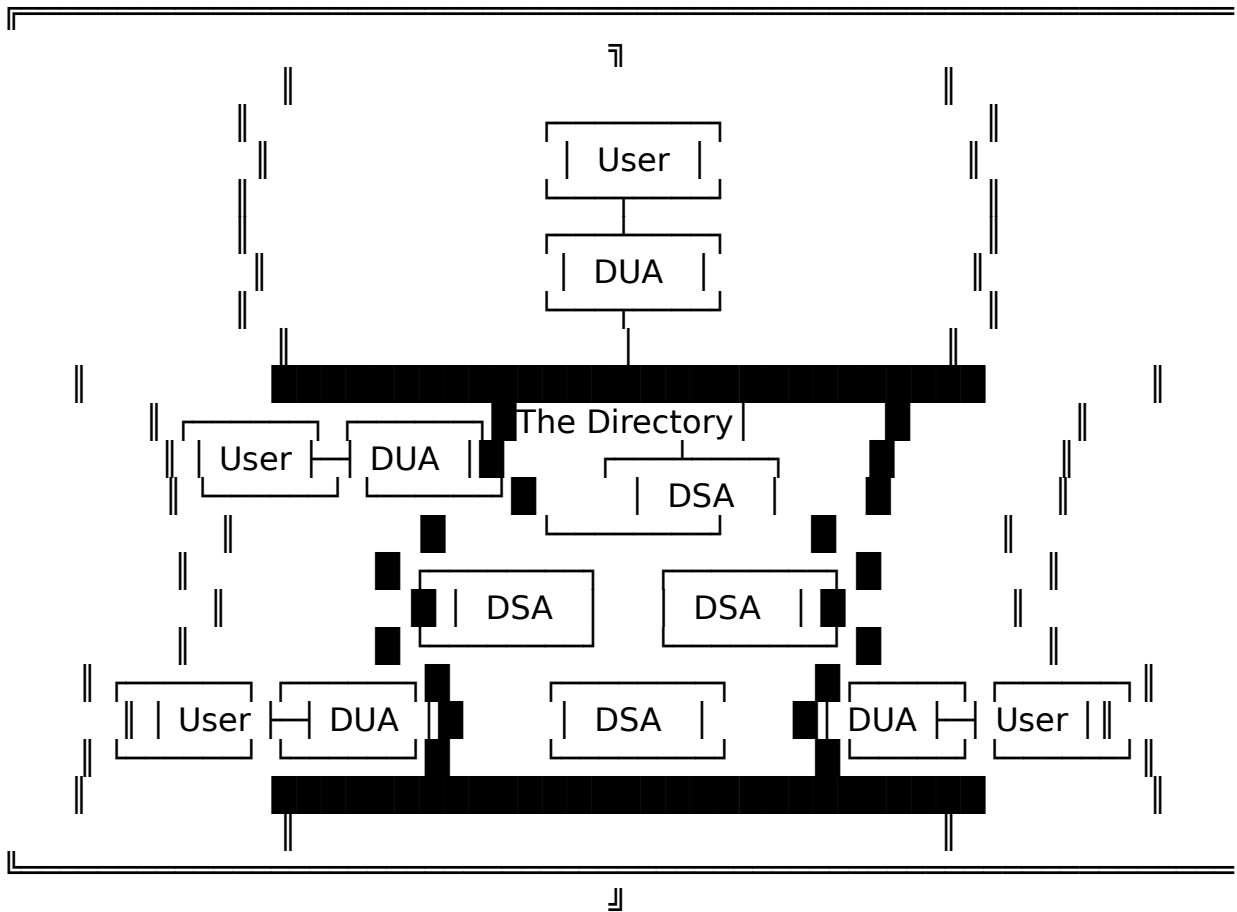 User
DUA
The Directory
User DUA
DSA
DSA DSA
User DUA DSA DUA User